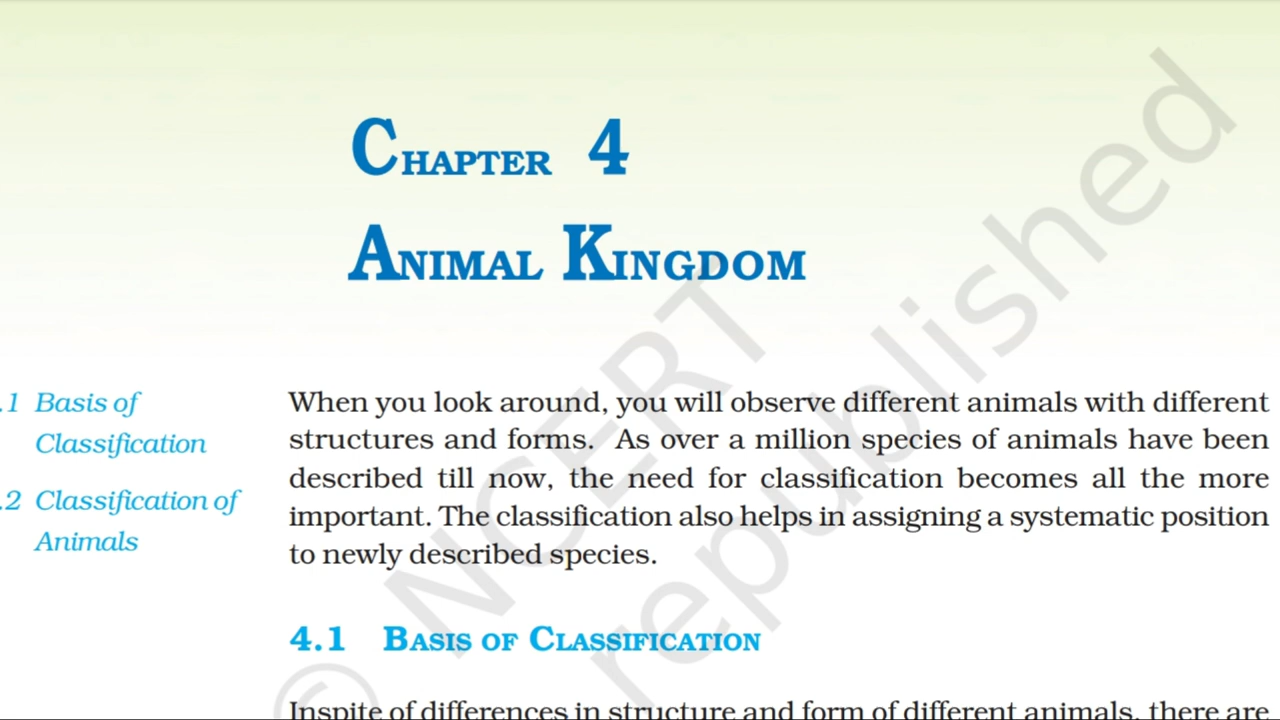 CHAPTER 4
ANIMAL KINGDOM
.1 Basis of
Classification
.2 Classification of
Animals
When you look around, you will observe different animals with different
structures and forms. As over a million species of animals have been
described till now, the need for classification becomes all the more
important. The classification also helps in assigning a systematic position
to newly described species.
4.1 BASIS OF CLASSIFICATION
Inspite of differences in structure and form of different animals, there are
© NCERT
republished